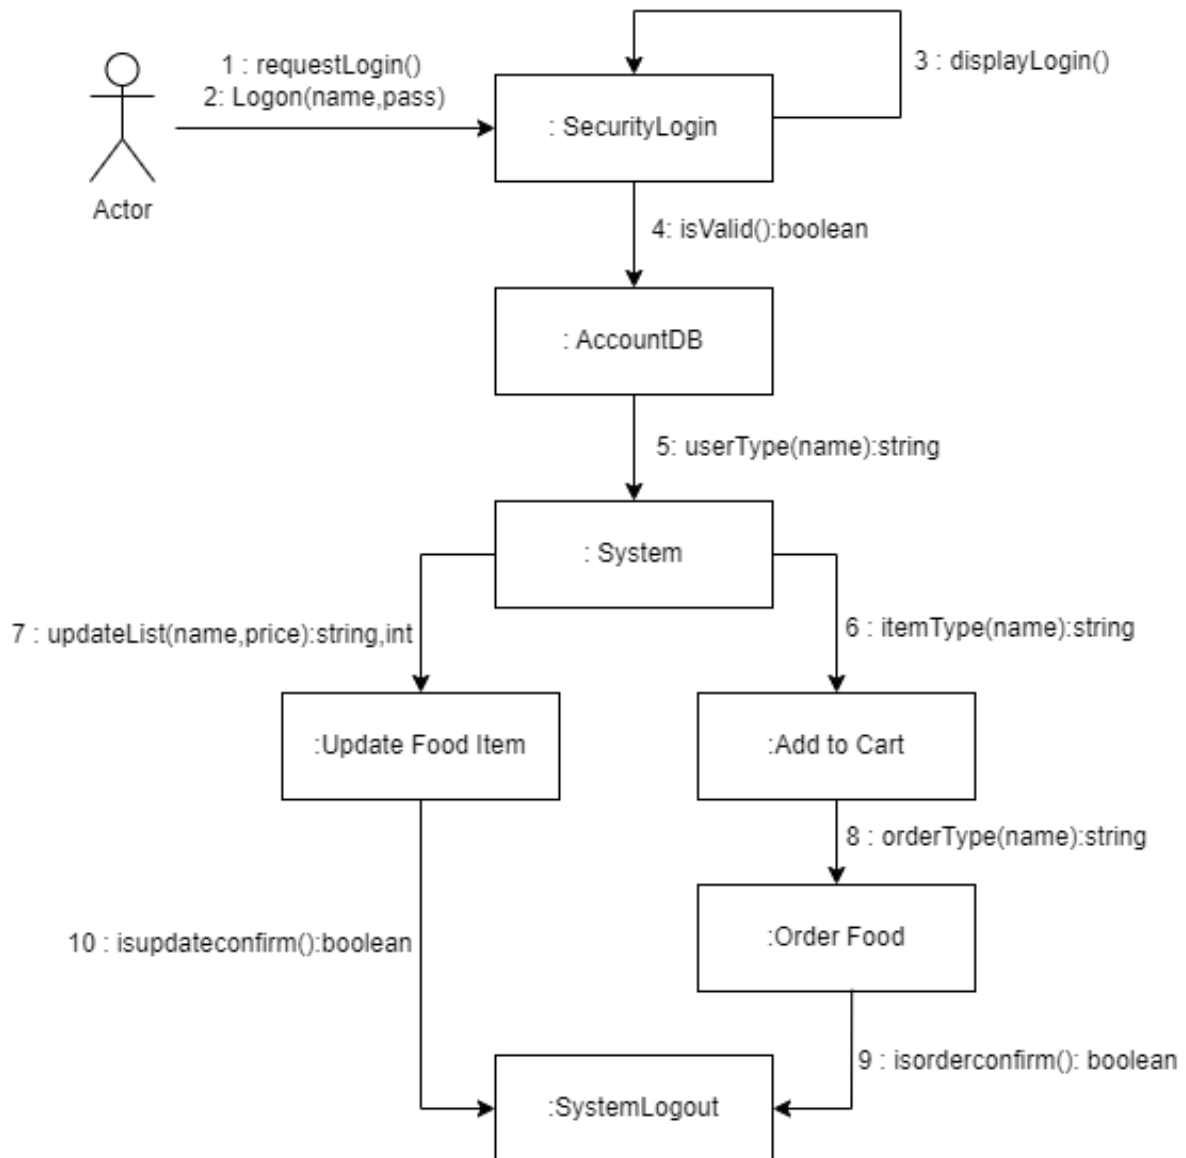 1 : requestLogin()
2: Logon(name,pass)
3 : displayLogin()
: SecurityLogin
Actor
4: isValid():boolean
: AccountDB
5: userType(name):string
: System
7 : updateList(name,price):string,int
6 : itemType(name):string
:Update Food Item
:Add to Cart
8 : orderType(name):string
:Order Food
10 : isupdateconfirm():boolean
9 : isorderconfirm(): boolean
:SystemLogout